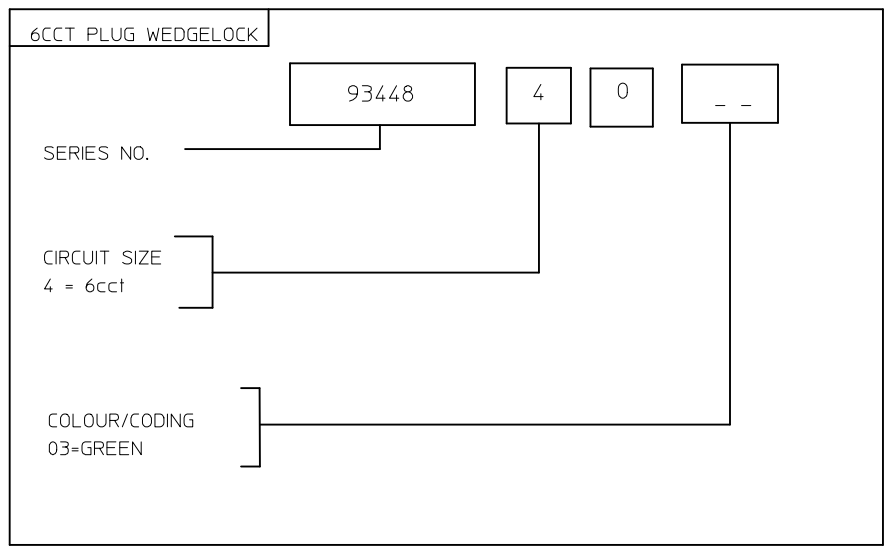 6CCT PLUG WEDGELOCK
93448 4 0 _ _
SERIES NO.
CIRCUIT SIZE
4 = 6cct
COLOUR/CODING
03=GREEN